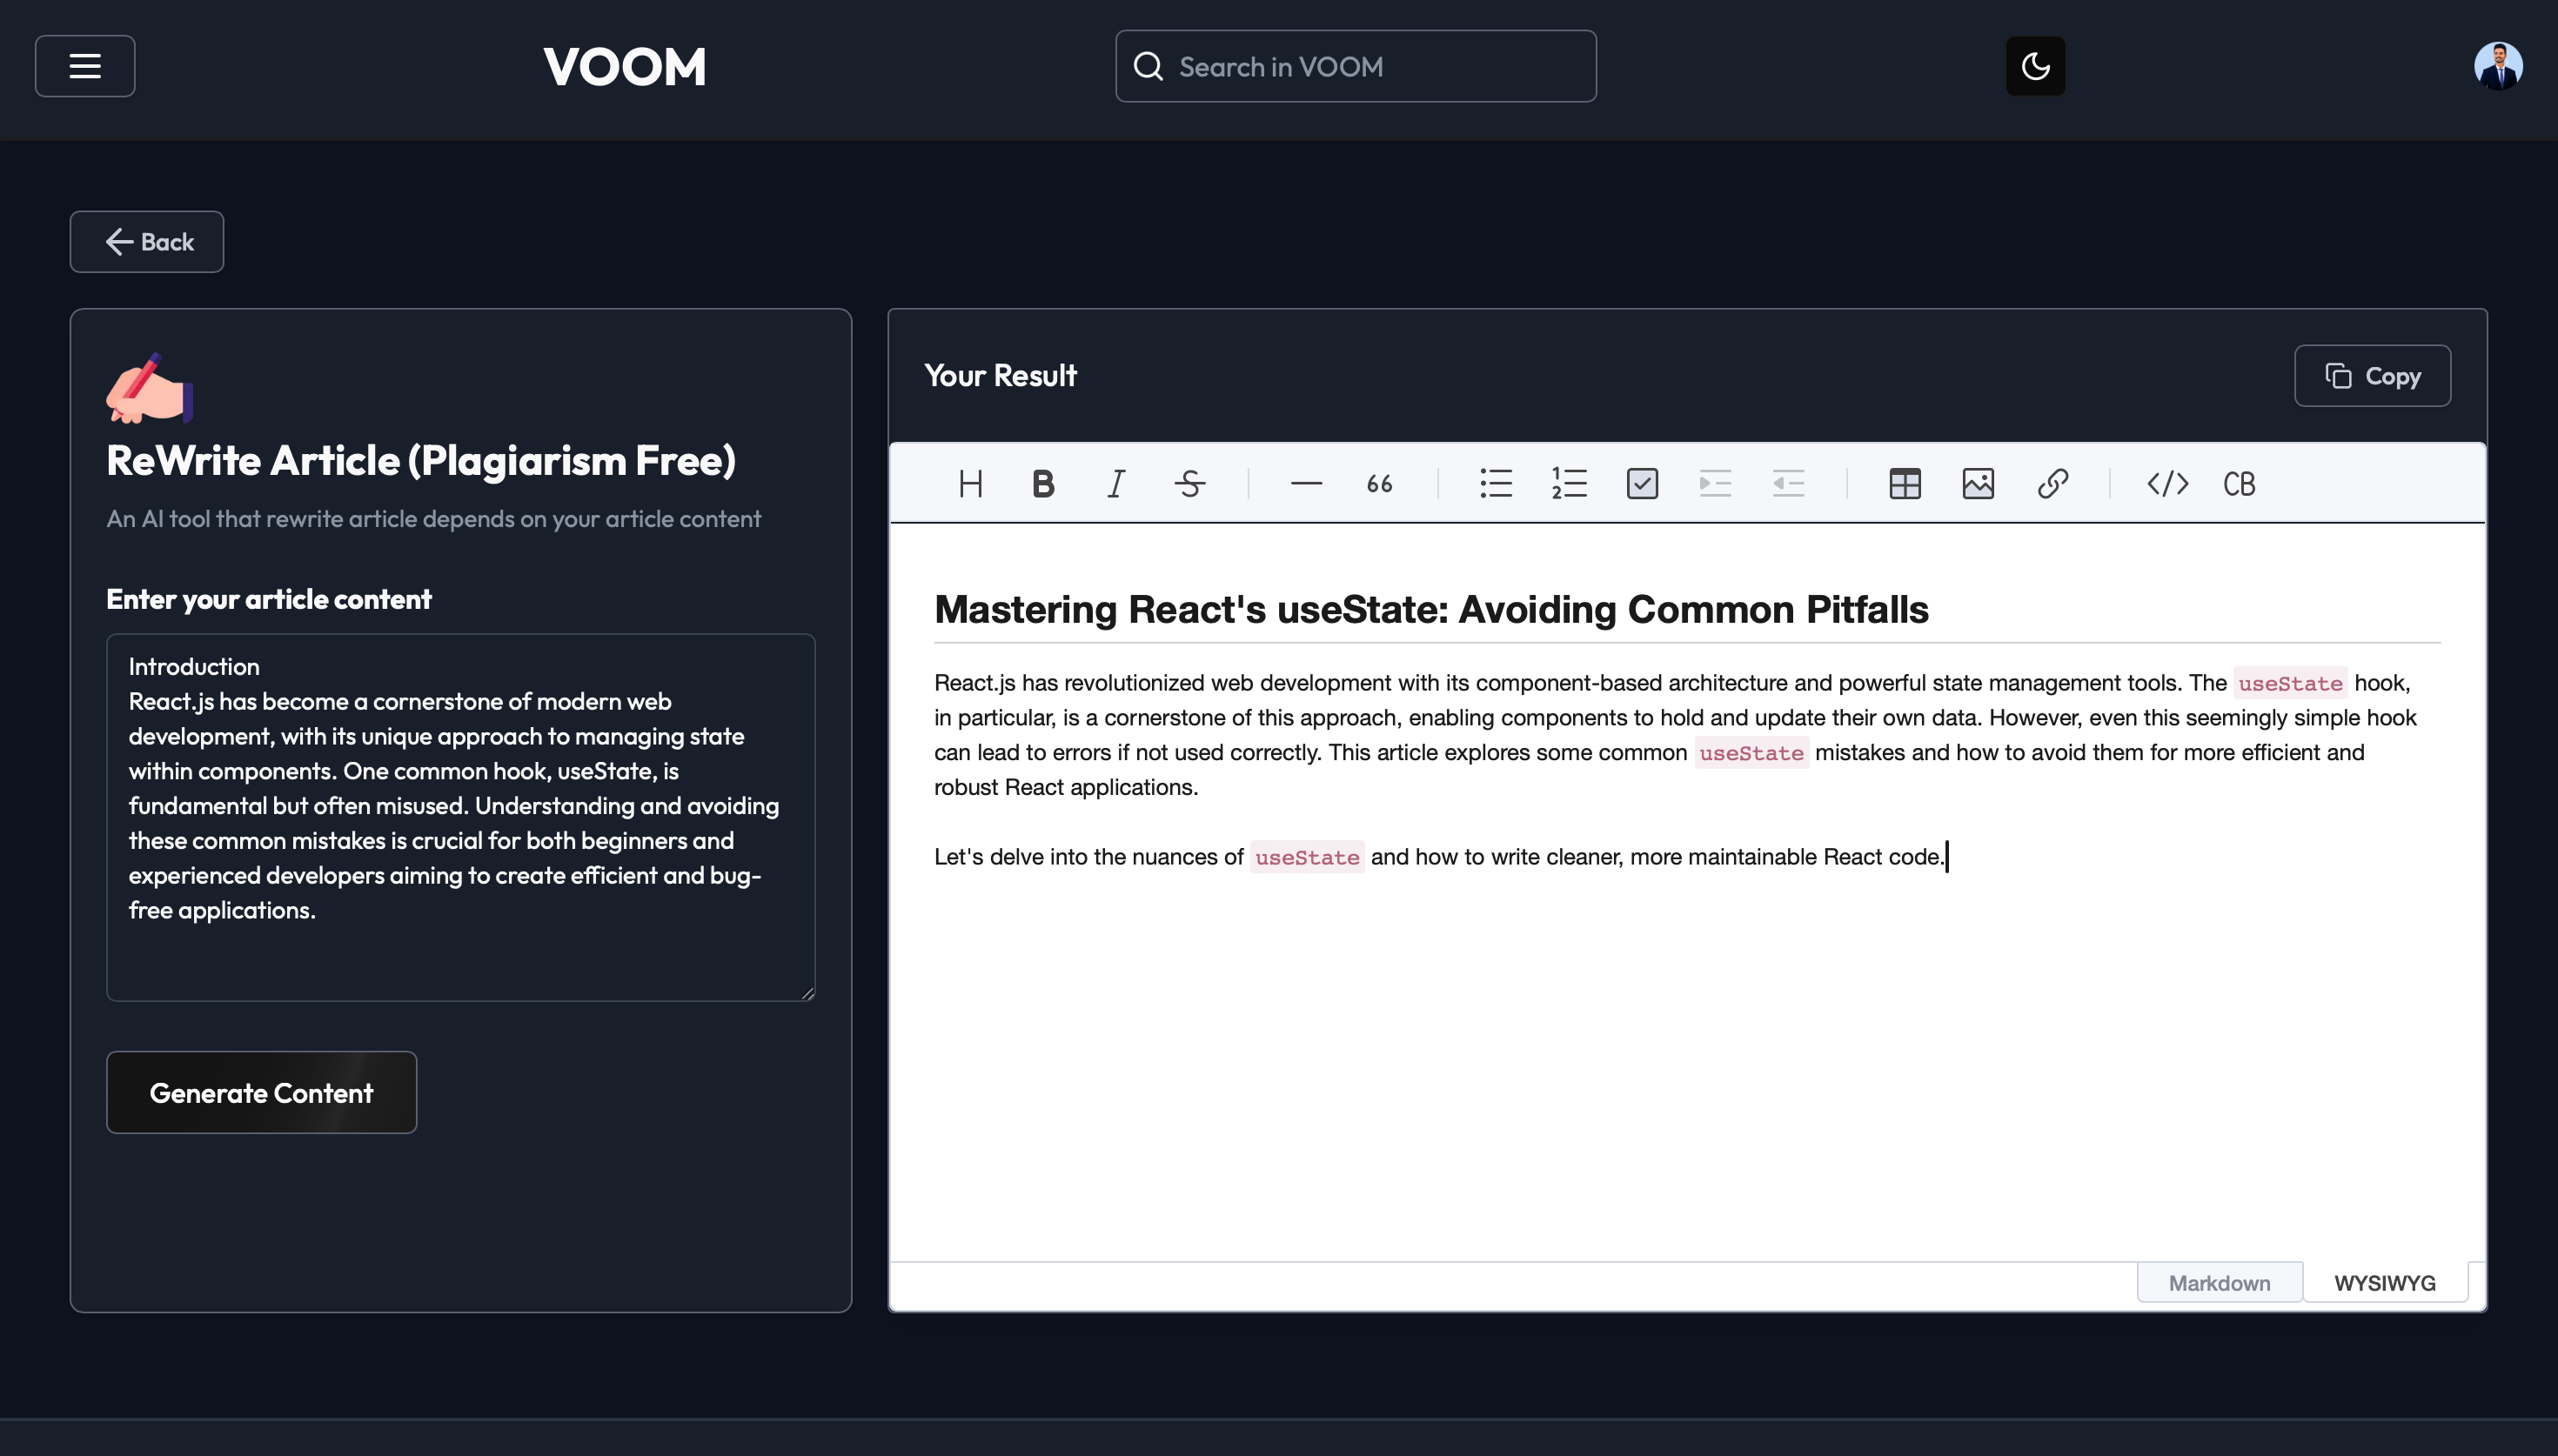 VOOM
Search in VOOM
Back
ReWrite Article (Plagiarism Free)
An AI tool that rewrite article depends on your article content
Enter your article content
Introduction
React.js has become a cornerstone of modern web
development, with its unique approach to managing state
within components. One common hook, useState, is
fundamental but often misused. Understanding and avoiding
these common mistakes is crucial for both beginners and
experienced developers aiming to create efficient and bug-
free applications.
Generate Content
Your Result
Copy
H B I S 66 CB
Mastering React's useState: Avoiding Common Pitfalls
React.js has revolutionized web development with its component-based architecture and powerful state management tools. The useState hook,
in particular, is a cornerstone of this approach, enabling components to hold and update their own data. However, even this seemingly simple hook
can lead to errors if not used correctly. This article explores some common useState mistakes and how to avoid them for more efficient and
robust React applications.
Let's delve into the nuances of useState and how to write cleaner, more maintainable React code.
Markdown WYSIWYG